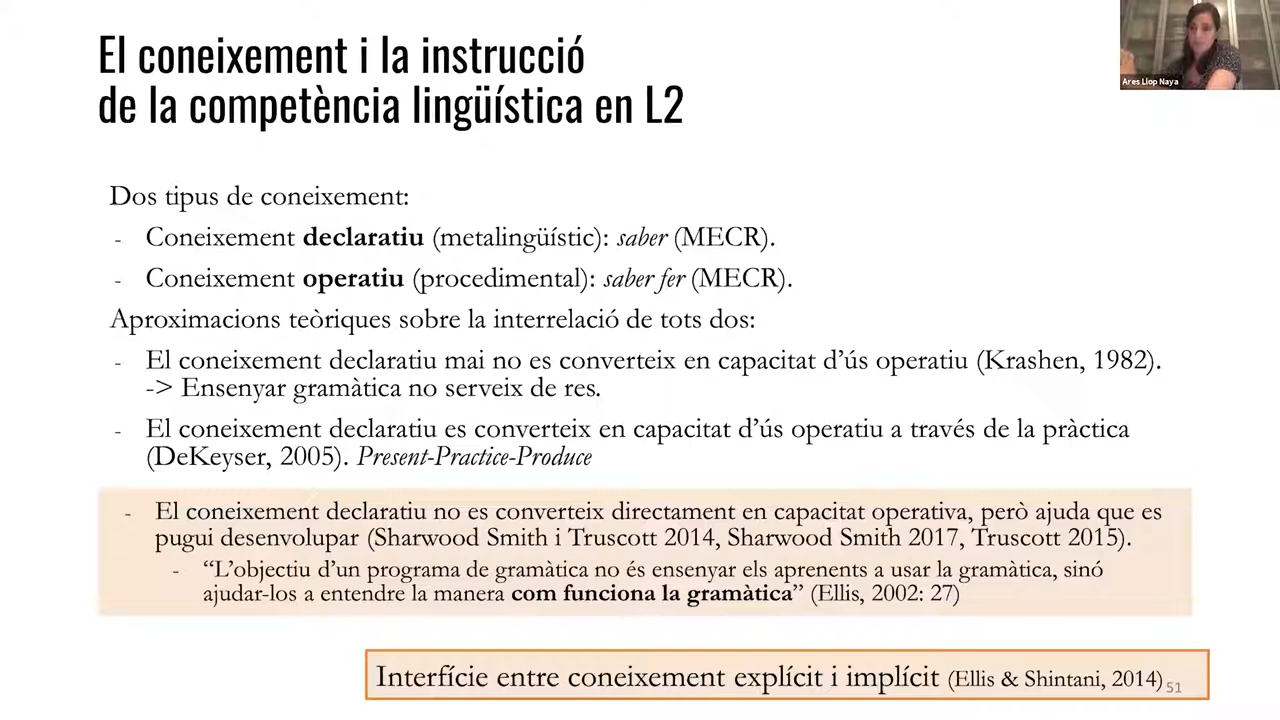 El coneixement i la instrucció
de la competència lingüística en L2
Ares Llop Naya
Dos tipus de coneixement:
- Coneixement declaratiu (metalingüístic): saber (MECR).
- Coneixement operatiu (procedimental): saber fer (MECR).
Aproximacions teòriques sobre la interrelació de tots dos:
- El coneixement declaratiu mai no es converteix en capacitat d’ús operatiu (Krashen, 1982).
-> Ensenyar gramàtica no serveix de res.
- El coneixement declaratiu es converteix en capacitat d’ús operatiu a través de la pràctica
(DeKeyser, 2005). Present-Practice-Produce
- El coneixement declaratiu no es converteix directament en capacitat operativa, però ajuda que es
pugui desenvolupar (Sharwood Smith i Truscott 2014, Sharwood Smith 2017, Truscott 2015).
- “L’objectiu d’un programa de gramàtica no és ensenyar els aprenents a usar la gramàtica, sinó
ajudar-los a entendre la manera com funciona la gramàtica” (Ellis, 2002: 27)
Interfície entre coneixement explícit i implícit (Ellis & Shintani, 2014)
51